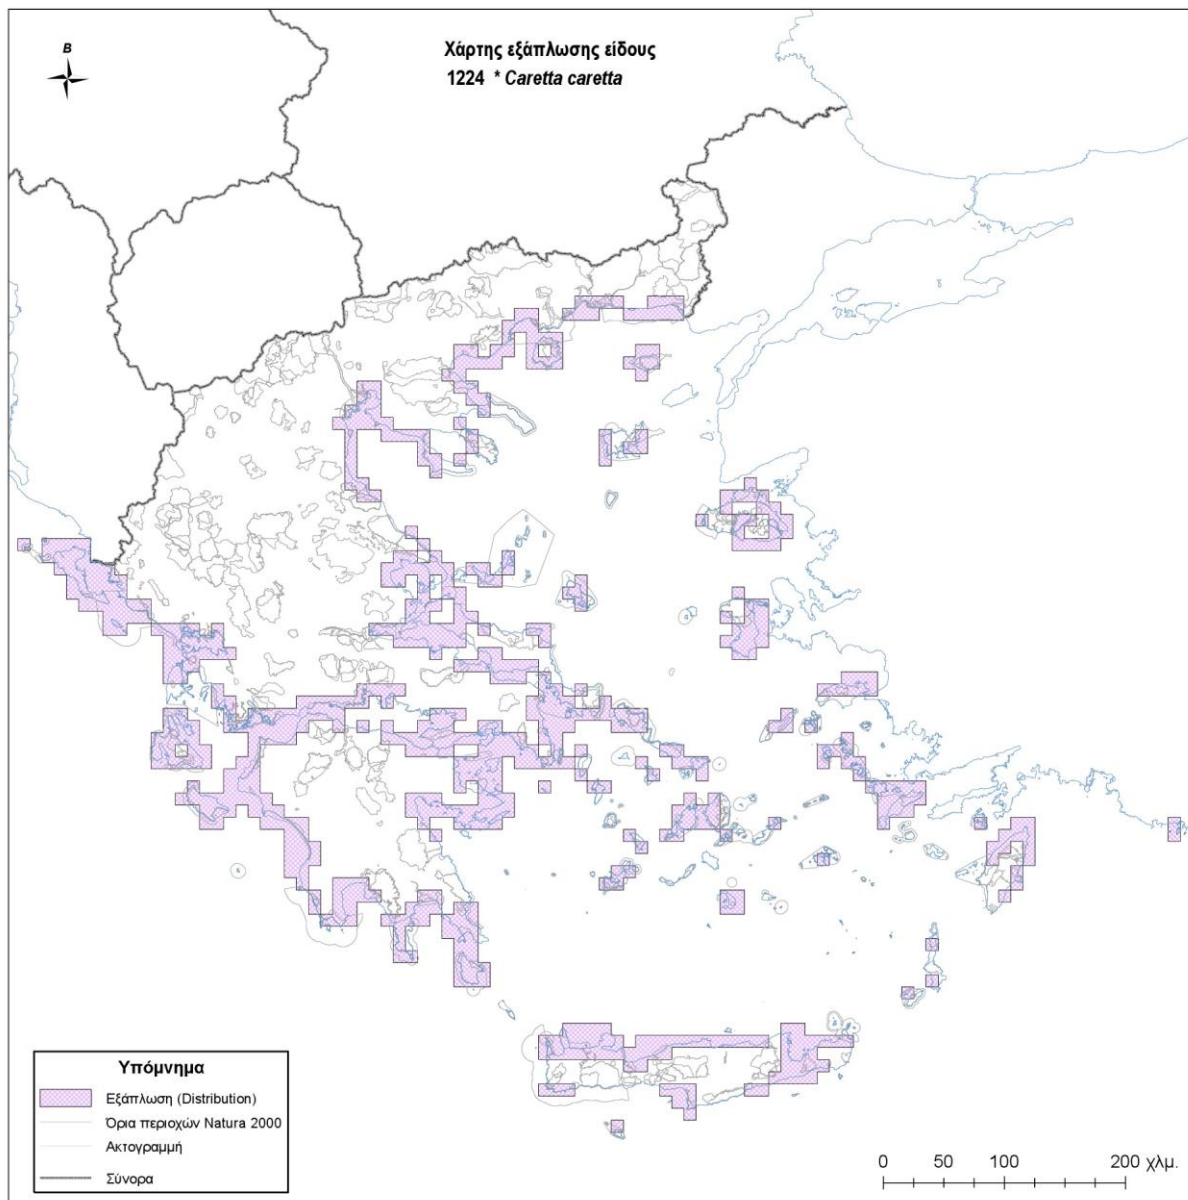 Β
Χάρτης εξάπλωσης είδους
1224 * Caretta caretta
Υπόμνημα
Εξάπλωση (Distribution)
Όρια περιοχών Natura 2000
Ακτογραμμή
Σύνορα
0 50 100 200 χλμ.